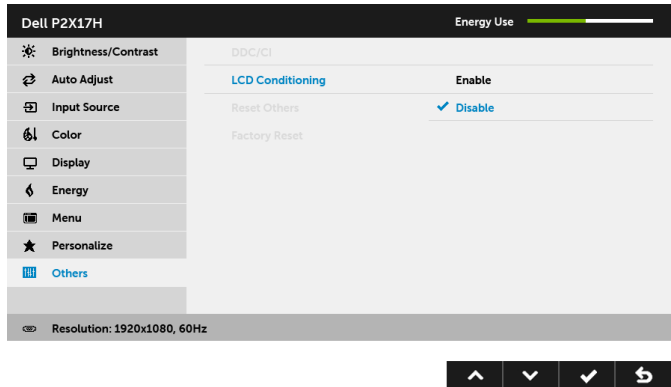 Dell P2X17H
Energy Use
Brightness/Contrast
DDC/CI
Auto Adjust
LCD Conditioning
Enable
Input Source
Reset Others
Disable
Color
Factory Reset
Display
Energy
Menu
Personalize
Others
Resolution: 1920x1080, 60Hz